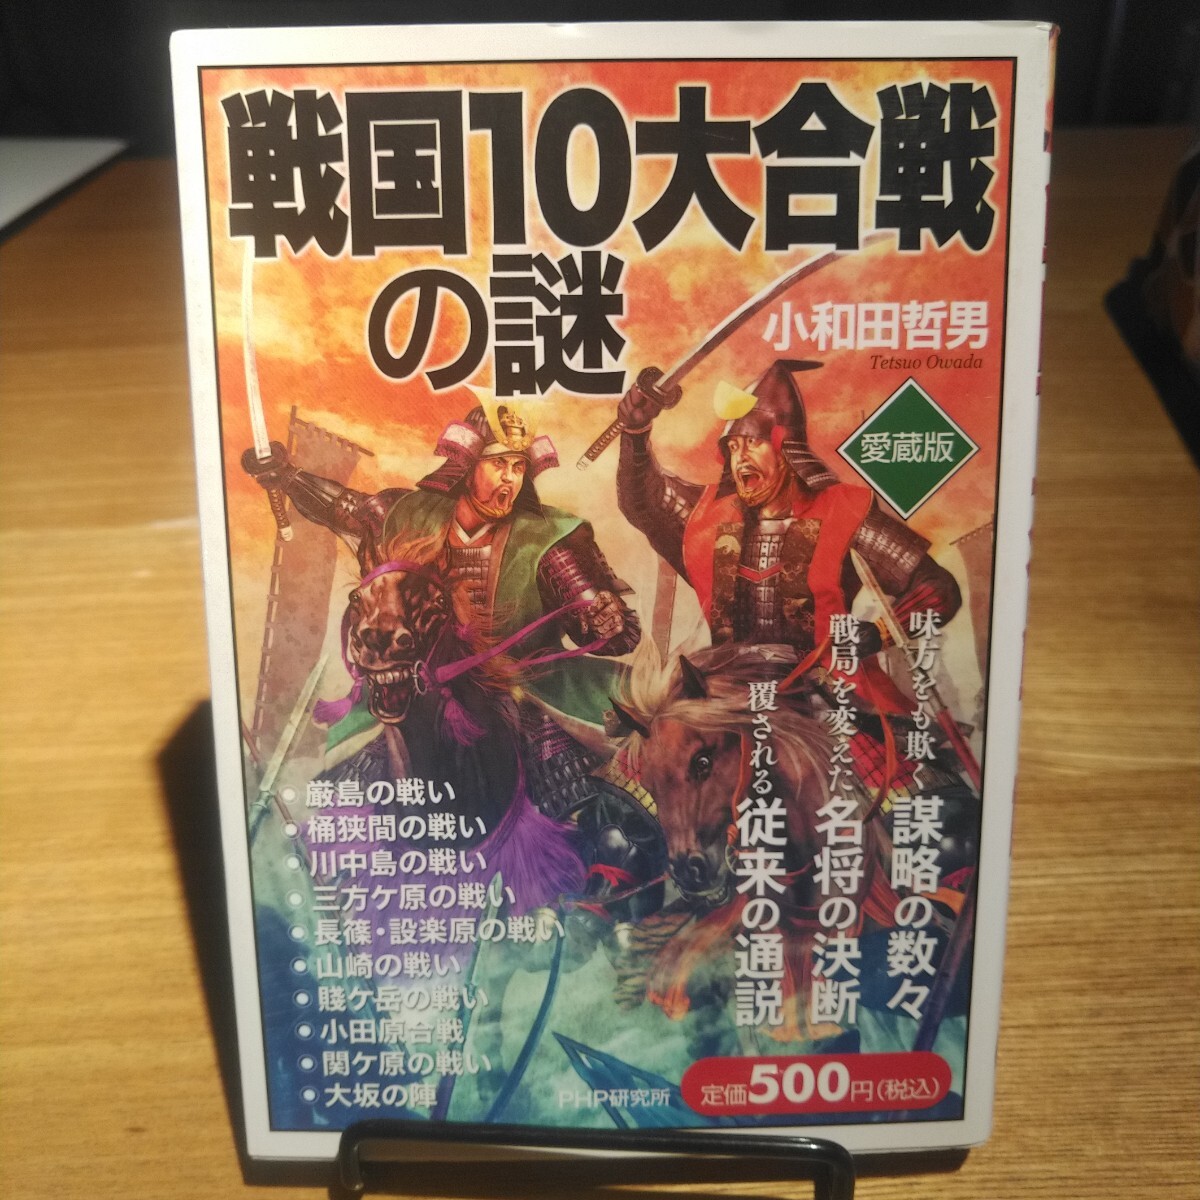 戦国10大合戦
の謎
小和田哲男
Tetsuo Owada
愛蔵版
味方をも欺く謀略の数々
戦局を変えた名将の決断
覆される従来の通説
・厳島の戦い
・桶狭間の戦い
・川中島の戦い
・三方ケ原の戦い
・長篠・設楽原の戦い
・山崎の戦い
・賤ケ岳の戦い
・小田原合戦
・関ケ原の戦い
・大坂の陣
PHP研究所
定価500円(税込)